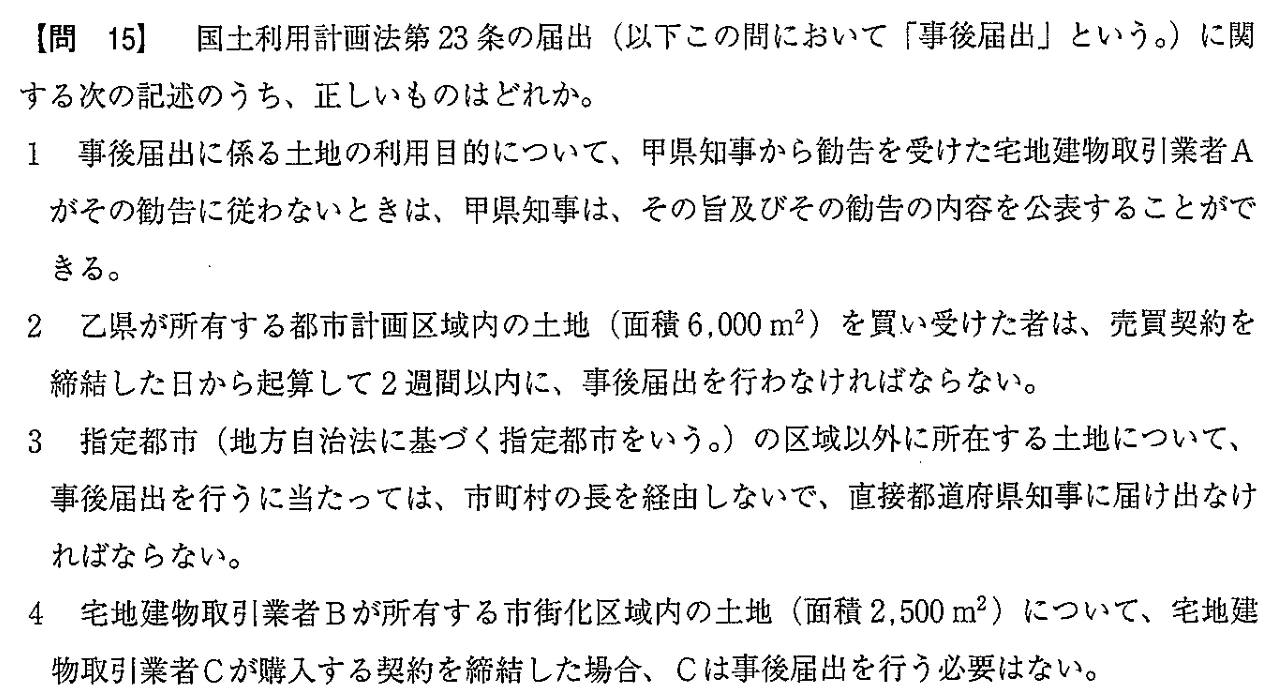 【問 15】 国土利用計画法第 23 条の届出（以下この問において「事後届出」という。）に関
する次の記述のうち、正しいものはどれか。
1 事後届出に係る土地の利用目的について、甲県知事から勧告を受けた宅地建物取引業者A
がその勧告に従わないときは、甲県知事は、その旨及びその勧告の内容を公表することがで
きる。
2 乙県が所有する都市計画区域内の土地（面積 6,000 m²）を買い受けた者は、売買契約を
締結した日から起算して2週間以内に、事後届出を行わなければならない。
3 指定都市（地方自治法に基づく指定都市をいう。）の区域以外に所在する土地について、
事後届出を行うに当たっては、市町村の長を経由しないで、直接都道府県知事に届け出なけ
ればならない。
4 宅地建物取引業者Bが所有する市街化区域内の土地（面積 2,500 m²）について、宅地建
物取引業者Cが購入する契約を締結した場合、Cは事後届出を行う必要はない。